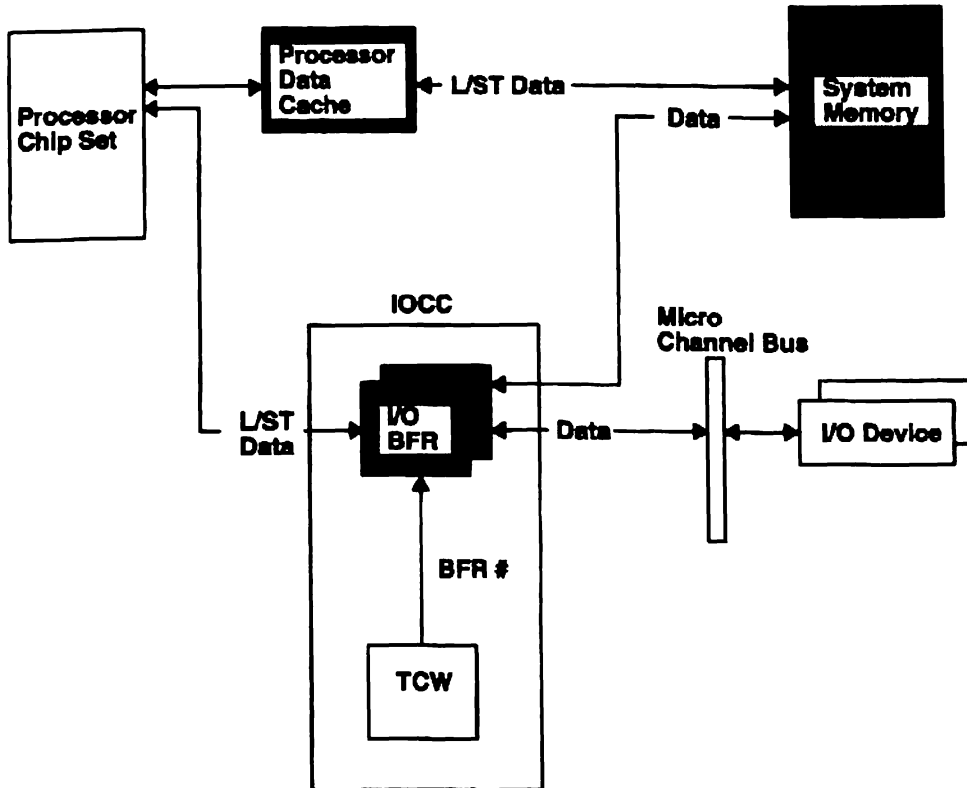 Processor
Data
Cache
L/ST Data
System
Memory
Processor
Chip Set
Data
IOCC
Micro
Channel Bus
L/ST
Data
I/O
BFR
Data
I/O Device
BFR #
TCW